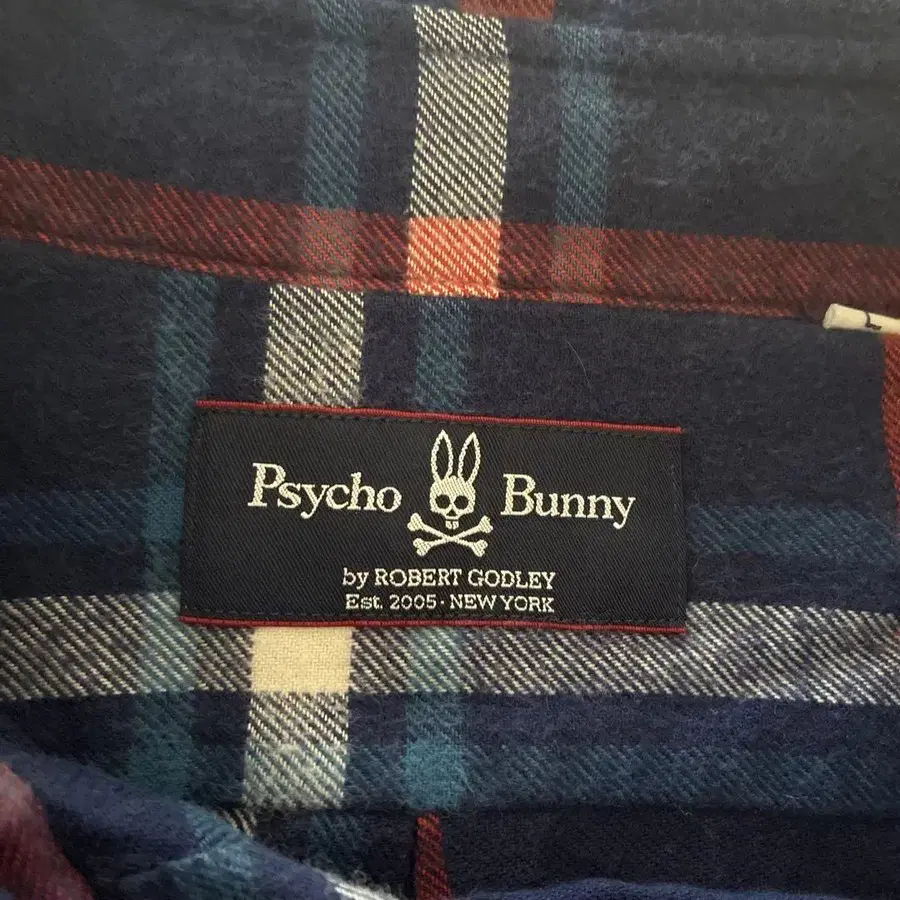 L
Psycho Bunny
by ROBERT GODLEY
Est. 2005 · NEW YORK